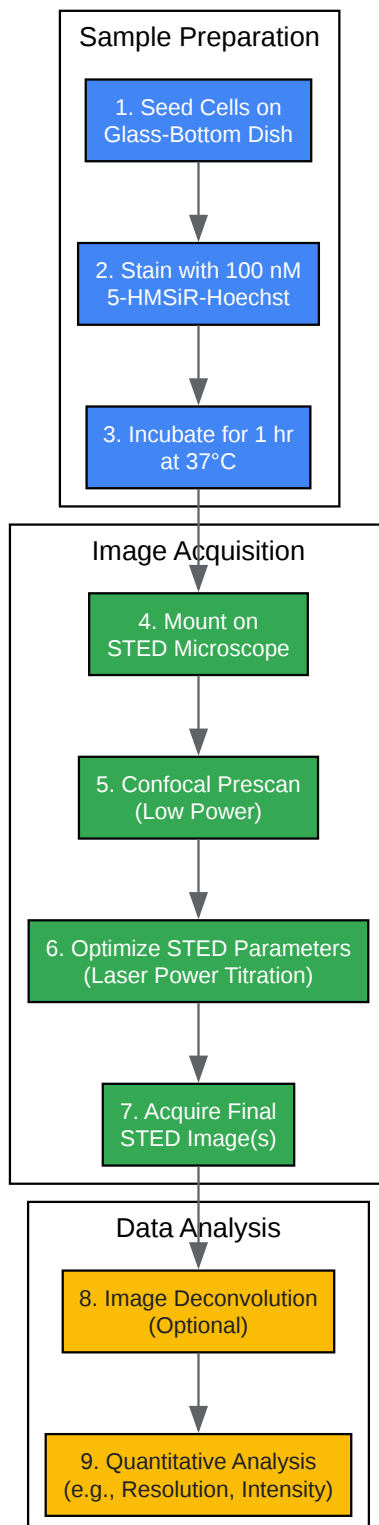 Sample Preparation
1. Seed Cells on
Glass-Bottom Dish
2. Stain with 100 nM
5-HMSiR-Hoechst
3. Incubate for 1 hr
at 37°C
Image Acquisition
4. Mount on
STED Microscope
5. Confocal Prescan
(Low Power)
6. Optimize STED Parameters
(Laser Power Titration)
7. Acquire Final
STED Image(s)
Data Analysis
8. Image Deconvolution
(Optional)
9. Quantitative Analysis
(e.g., Resolution, Intensity)